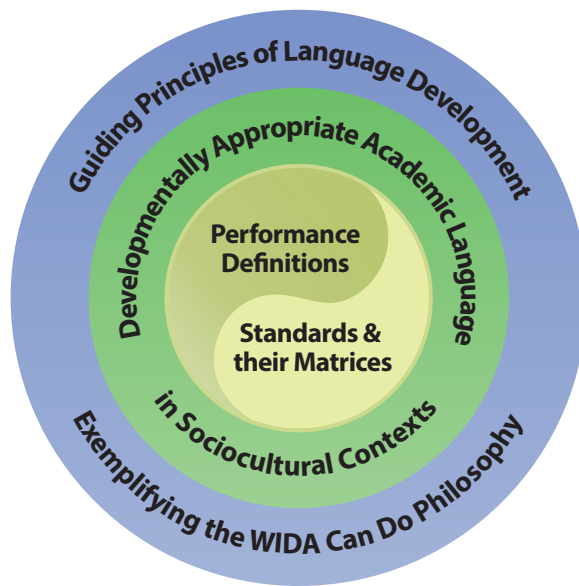 Guiding Principles of Language Development
Developmentally Appropriate Academic Language
Performance
Definitions
Standards &
their Matrices
in Sociocultural Contexts
Exemplifying the WIDA Can Do Philosophy